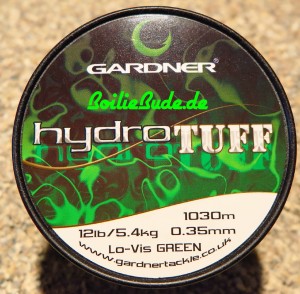 GARDNER®
BoilieBude.de
hydroTUFF
1030m
12lb/5.4kg 0.35mm
Lo-Vis GREEN
www.gardnertackle.co.uk